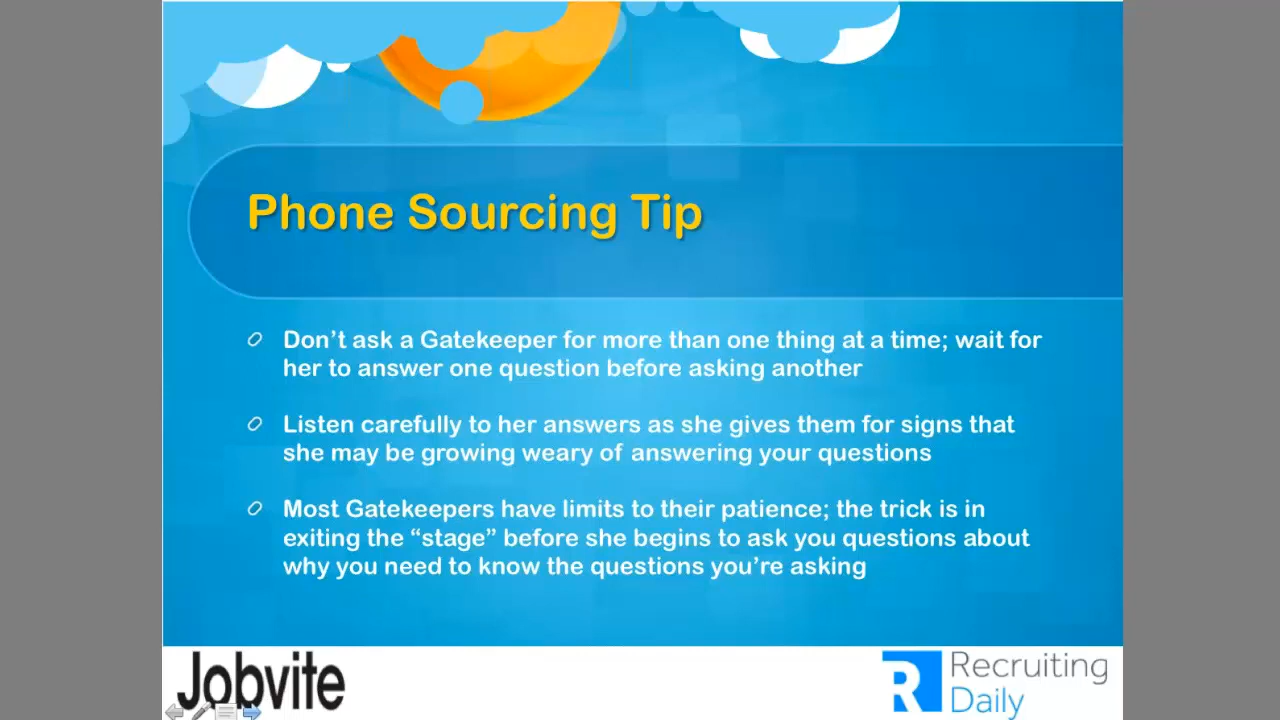 Phone Sourcing Tip
Don’t ask a Gatekeeper for more than one thing at a time; wait for
her to answer one question before asking another
Listen carefully to her answers as she gives them for signs that
she may be growing weary of answering your questions
Most Gatekeepers have limits to their patience; the trick is in
exiting the “stage” before she begins to ask you questions about
why you need to know the questions you’re asking
Jobvite
R Recruiting
Daily